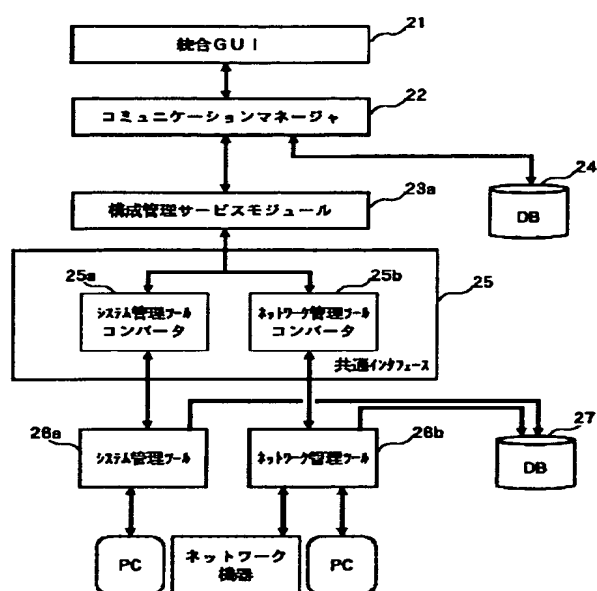 21
統合GUI
22
コミュニケーションマネージャ
24
DB
23a
構成管理サービスモジュール
25a
25b
25
システム管理ツール
コンバータ
ネットワーク管理ツール
コンバータ
共通インタフェース
26a
システム管理ツール
26b
ネットワーク管理ツール
27
DB
PC
ネットワーク
機器
PC